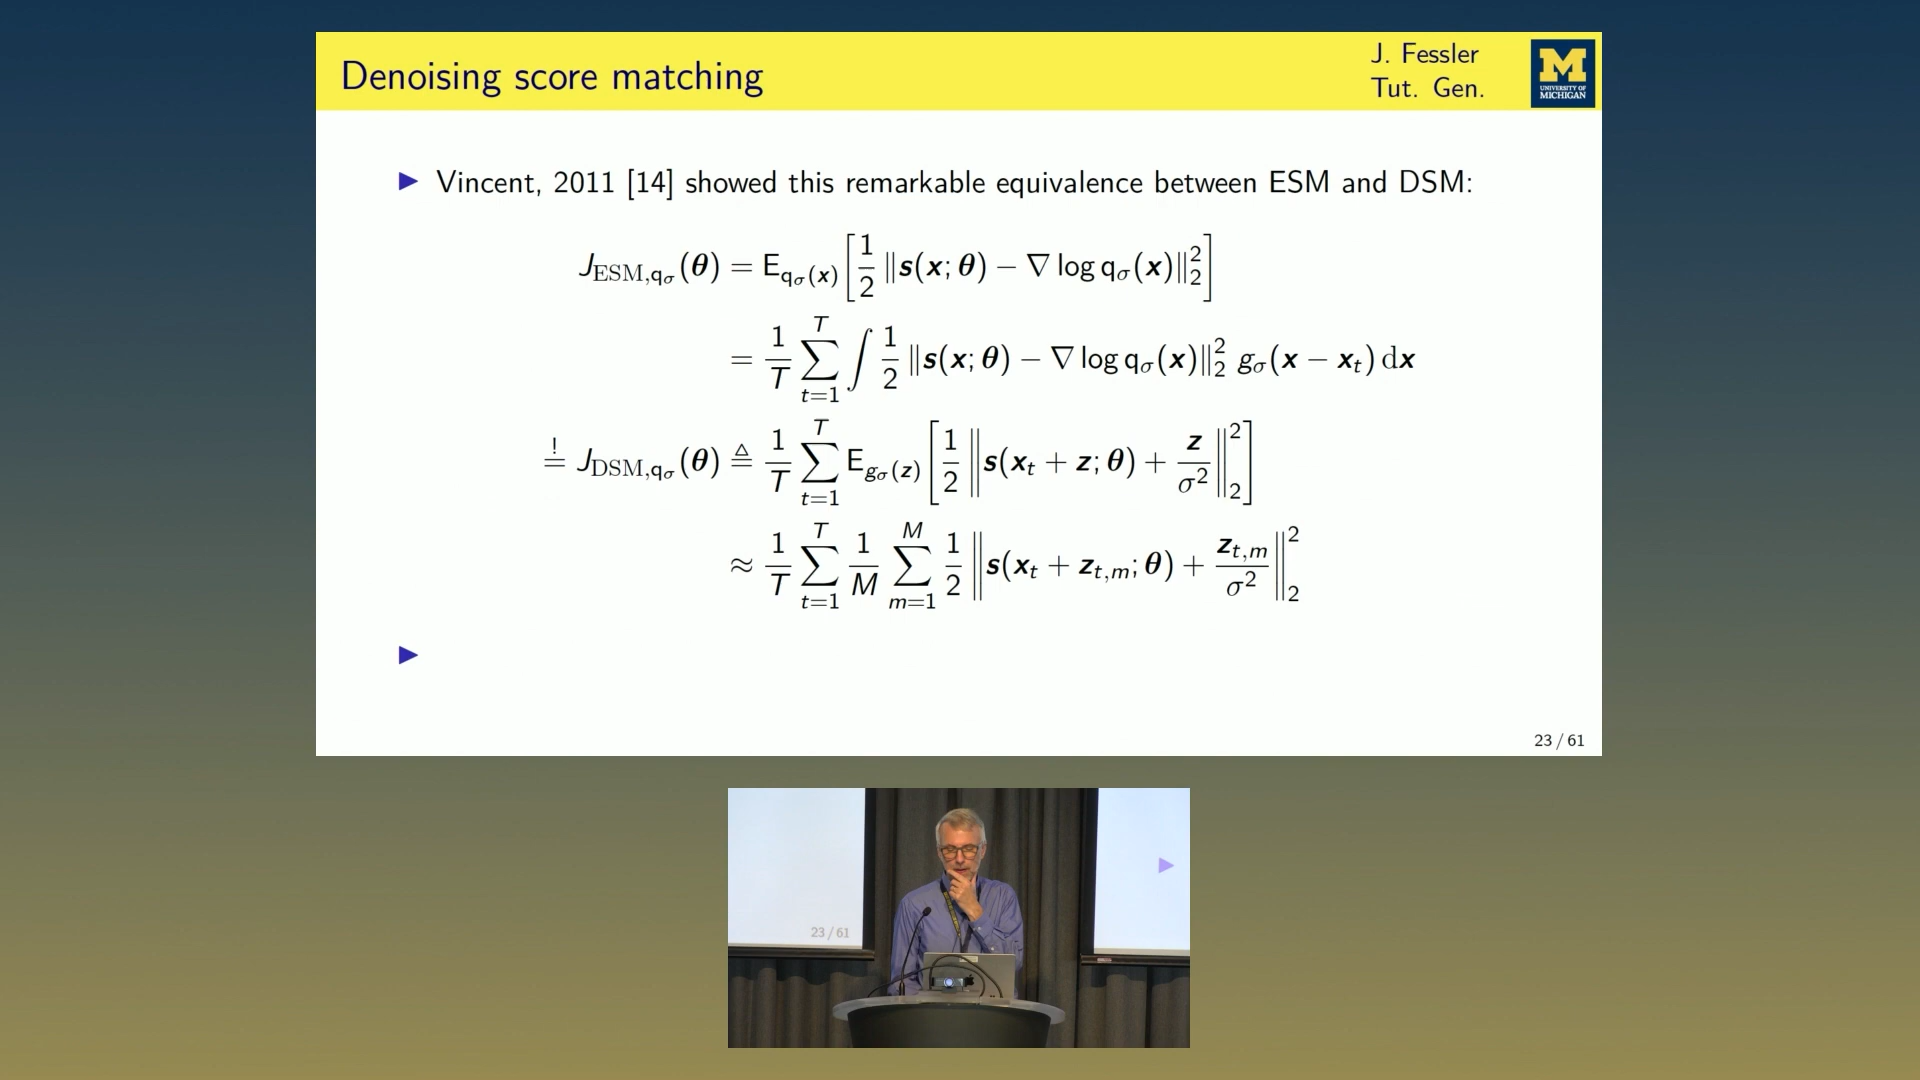 Denoising score matching
J. Fessler
Tut. Gen.
M
UNIVERSITY OF
MICHIGAN
▶ Vincent, 2011 [14] showed this remarkable equivalence between ESM and DSM:
J_{ESM,q_σ}(θ) = E_{q_σ(x)} [ 1/2 ‖s(x; θ) − ∇ log q_σ(x)‖₂² ]
= 1/T ∑_{t=1}^{T} ∫ 1/2 ‖s(x; θ) − ∇ log q_σ(x)‖₂² g_σ(x − x_t) dx
=^! J_{DSM,q_σ}(θ) ≜ 1/T ∑_{t=1}^{T} E_{g_σ(z)} [ 1/2 ‖s(x_t + z; θ) + z/σ²‖₂² ]
≈ 1/T ∑_{t=1}^{T} 1/M ∑_{m=1}^{M} 1/2 ‖s(x_t + z_{t,m}; θ) + z_{t,m}/σ²‖₂²
▶
23 / 61
23 / 61